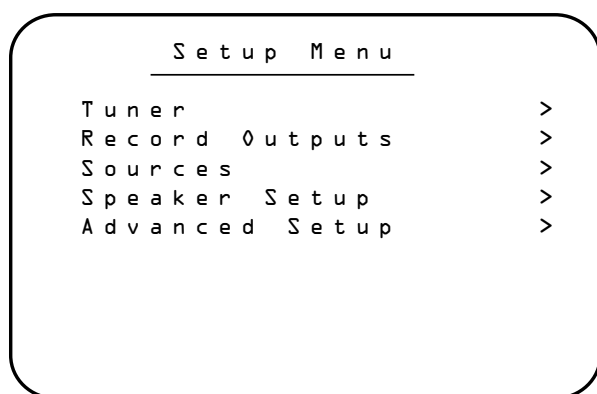 Setup Menu
Tuner >
Record Outputs >
Sources >
Speaker Setup >
Advanced Setup >